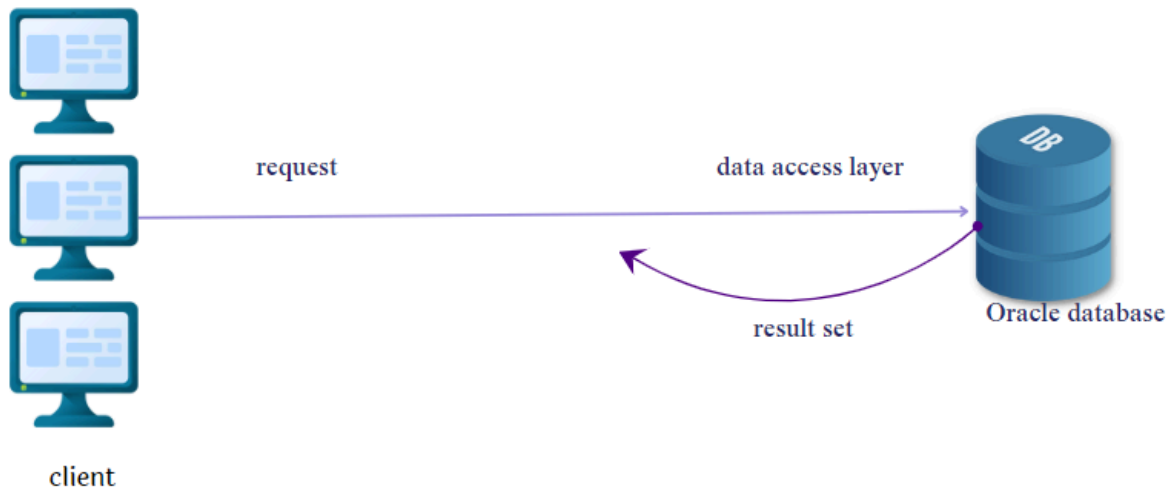 DB
request
data access layer
Oracle database
result set
client